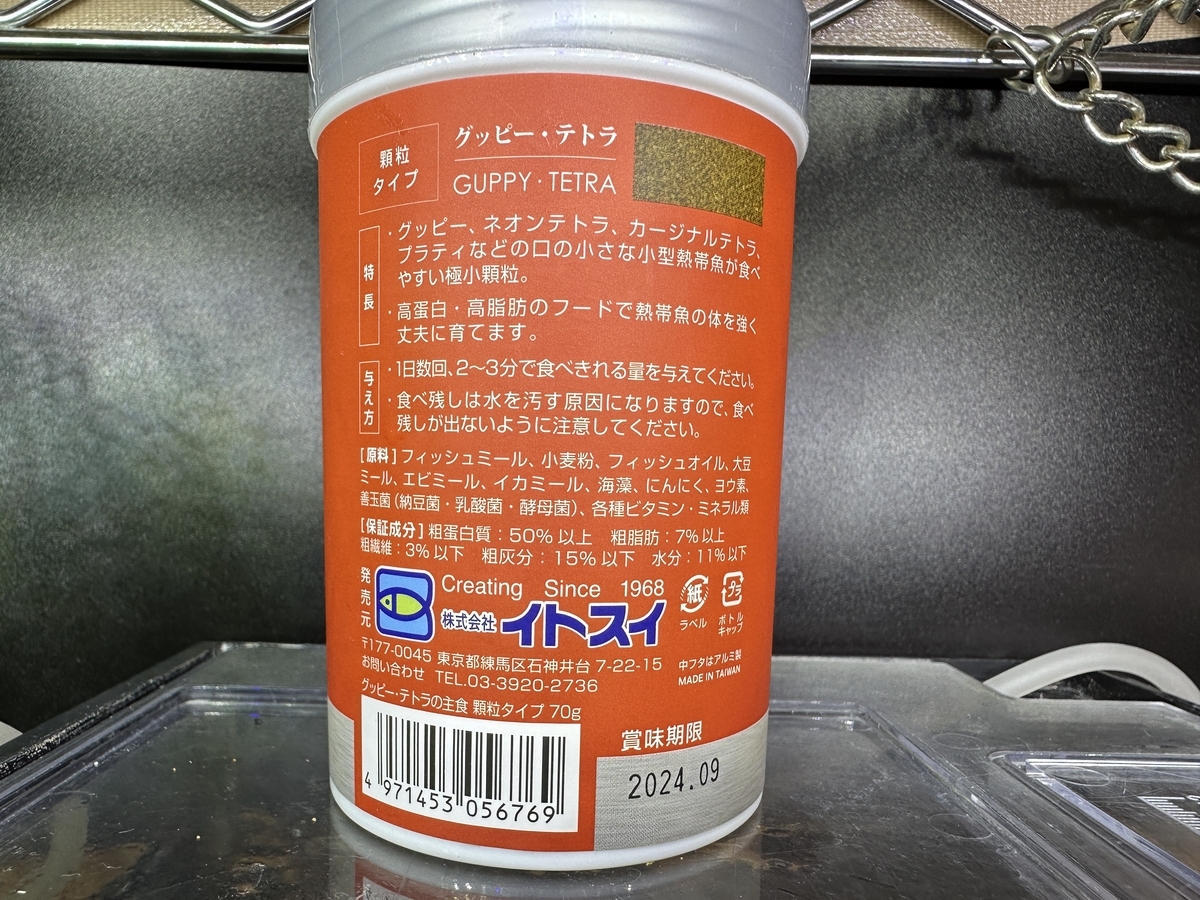 顆粒
タイプ
グッピー・テトラ
GUPPY・TETRA
特長
・グッピー、ネオンテトラ、カージナルテトラ、
プラティなどの口の小さな小型熱帯魚が食べ
やすい極小顆粒。
・高蛋白・高脂肪のフードで熱帯魚の体を強く
丈夫に育てます。
与え方
・1日数回、2〜3分で食べきれる量を与えてください。
・食べ残しは水を汚す原因になりますので、食べ
残しが出ないように注意してください。
[原料]フィッシュミール、小麦粉、フィッシュオイル、大豆
ミール、エビミール、イカミール、海藻、にんにく、ヨウ素、
善玉菌(納豆菌・乳酸菌・酵母菌)、各種ビタミン・ミネラル類
[保証成分]粗蛋白質:50%以上 粗脂肪:7%以上
粗繊維:3%以下 粗灰分:15%以下 水分:11%以下
発売元
Creating Since 1968
株式会社イトスイ
紙
ラベル
プラ
ボトル
キャップ
〒177-0045 東京都練馬区石神井台7-22-15
お問い合わせ TEL.03-3920-2736
中フタはアルミ製
MADE IN TAIWAN
グッピー・テトラの主食 顆粒タイプ 70g
4 971453 056769
賞味期限
2024.09